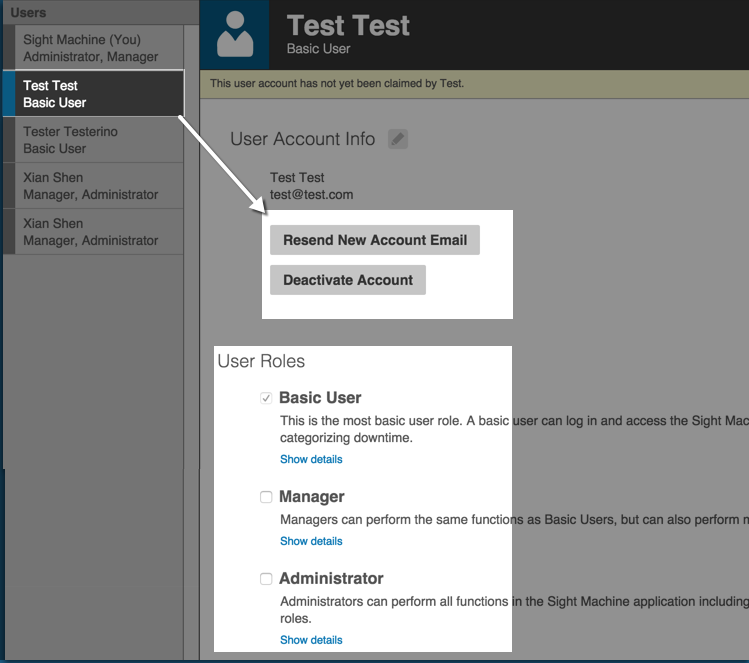 Users
Sight Machine (You)
Administrator, Manager
Test Test
Basic User
Tester Testerino
Basic User
Xian Shen
Manager, Administrator
Xian Shen
Manager, Administrator
Test Test
Basic User
This user account has not yet been claimed by Test.
User Account Info
Test Test
test@test.com
Resend New Account Email
Deactivate Account
User Roles
Basic User
This is the most basic user role. A basic user can log in and access the Sight Mac
categorizing downtime.
Show details
Manager
Managers can perform the same functions as Basic Users, but can also perform m
Show details
Administrator
Administrators can perform all functions in the Sight Machine application including
roles.
Show details